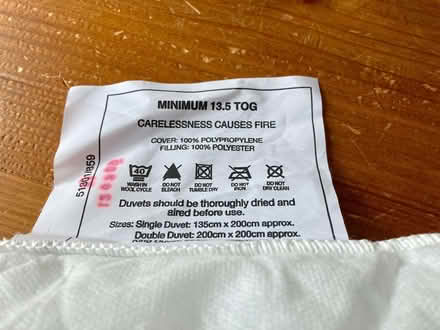 MINIMUM 13.5 TOG
CARELESSNESS CAUSES FIRE
COVER: 100% POLYPROPYLENE
FILLING: 100% POLYESTER
40
WASH IN WOOL CYCLE
DO NOT BLEACH
DO NOT TUMBLE DRY
DO NOT IRON
DO NOT DRY CLEAN
Duvets should be thoroughly dried and
aired before use.
Sizes: Single Duvet: 135cm x 200cm approx.
Double Duvet: 200cm x 200cm approx.